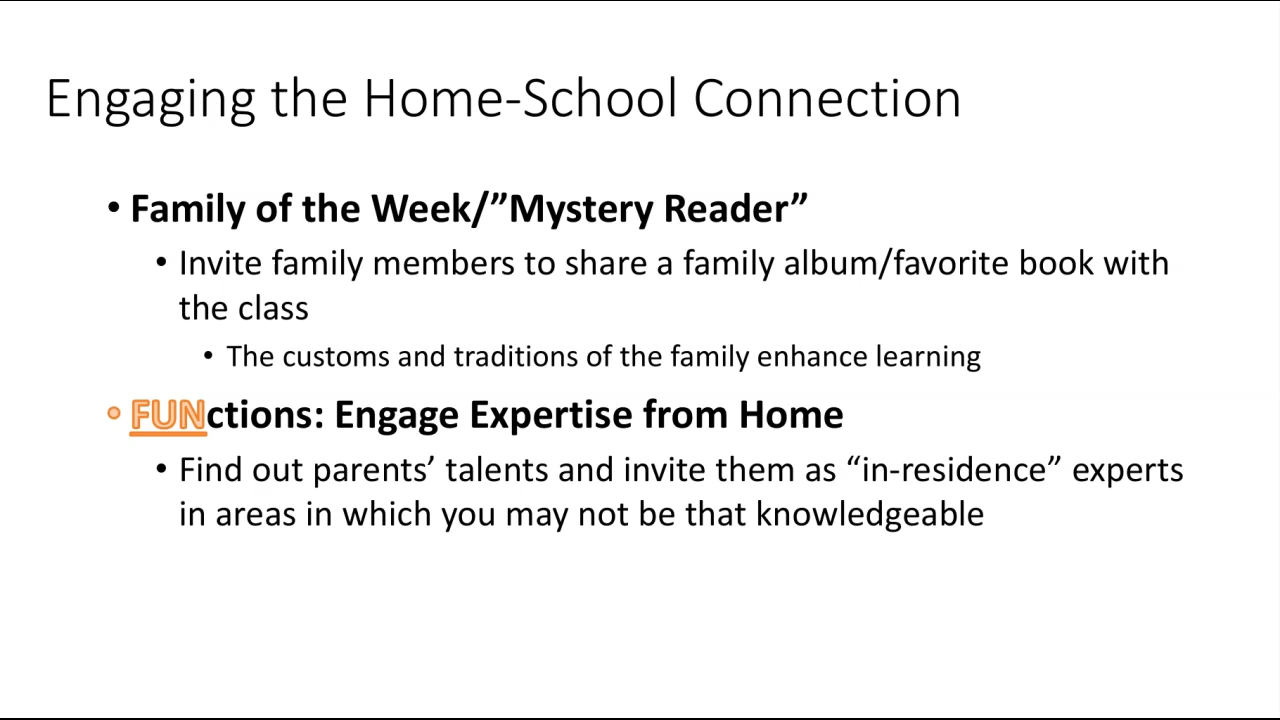 Engaging the Home-School Connection
• Family of the Week/”Mystery Reader”
• Invite family members to share a family album/favorite book with
the class
• The customs and traditions of the family enhance learning
• FUNctions: Engage Expertise from Home
• Find out parents’ talents and invite them as “in-residence” experts
in areas in which you may not be that knowledgeable